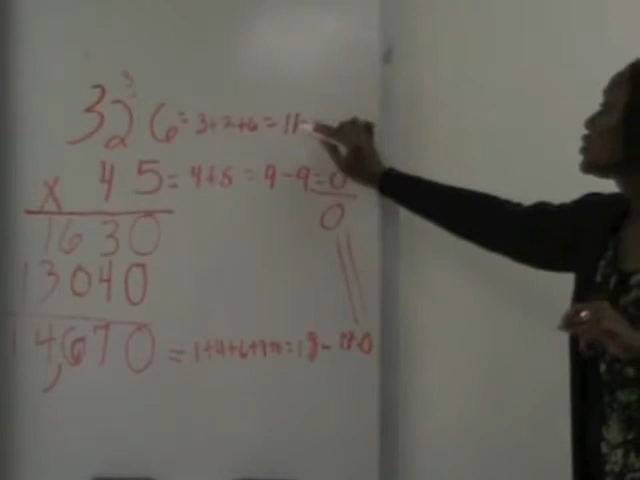 3
326 = 3+2+6 = 11-
x 45 = 4+5 = 9-9=0
0
1630
13040
14,670 = 1+4+6+7+0=18-18=0